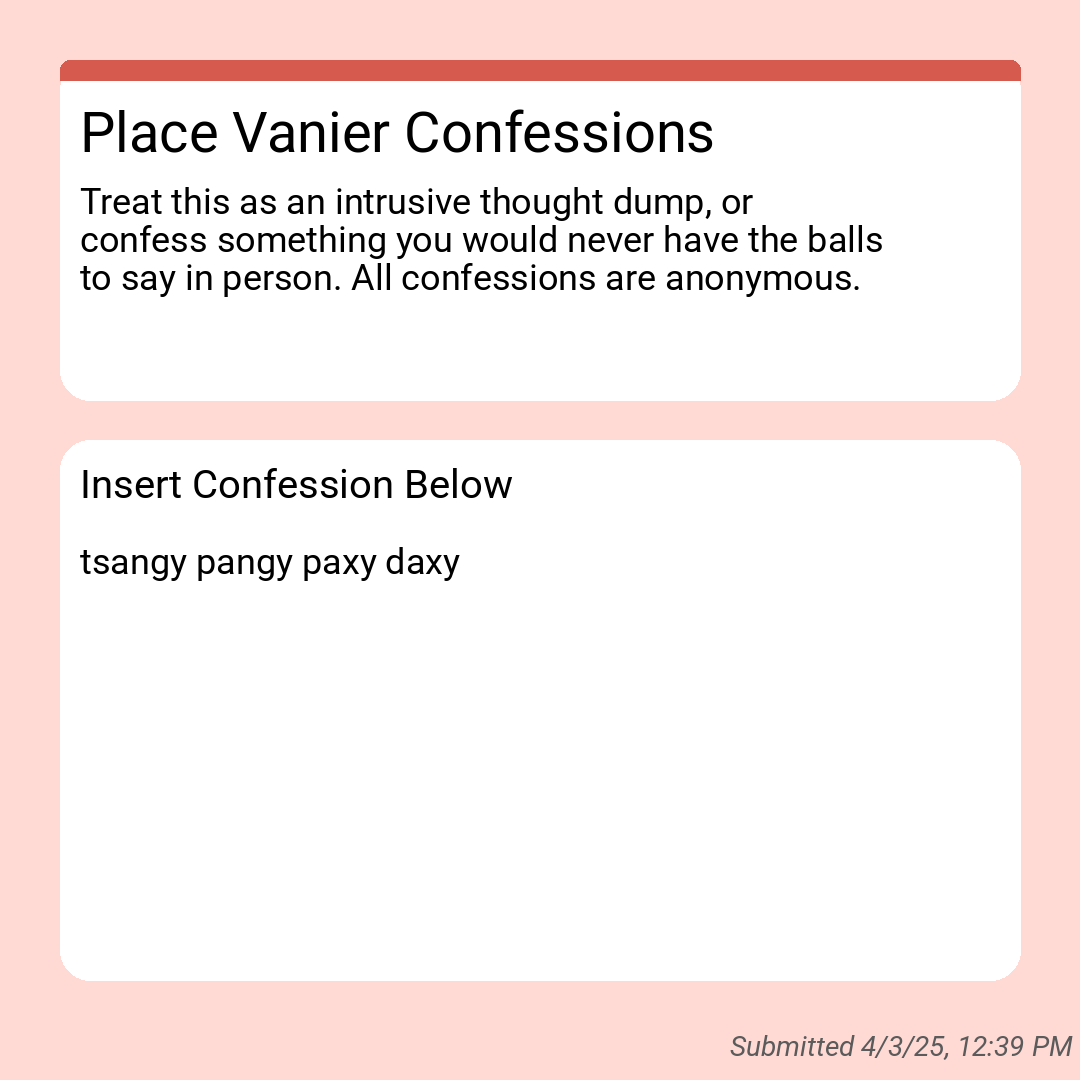 Place Vanier Confessions
Treat this as an intrusive thought dump, or
confess something you would never have the balls
to say in person. All confessions are anonymous.
Insert Confession Below
tsangy pangy paxy daxy
Submitted 4/3/25, 12:39 PM